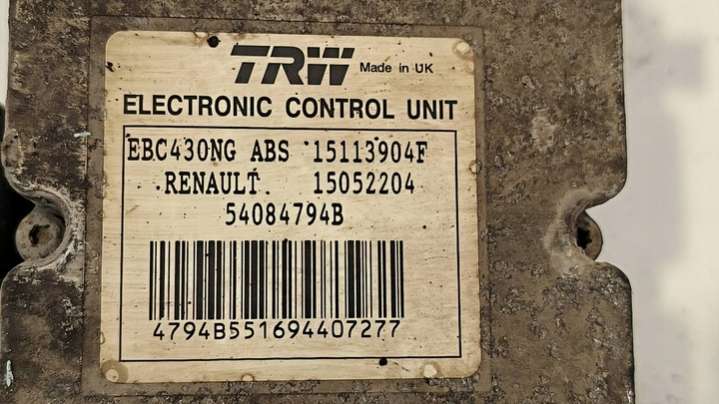 TRW Made in UK
ELECTRONIC CONTROL UNIT
EBC430NG ABS 15113904F
RENAULT. 15052204
54084794B
4794B551694407277